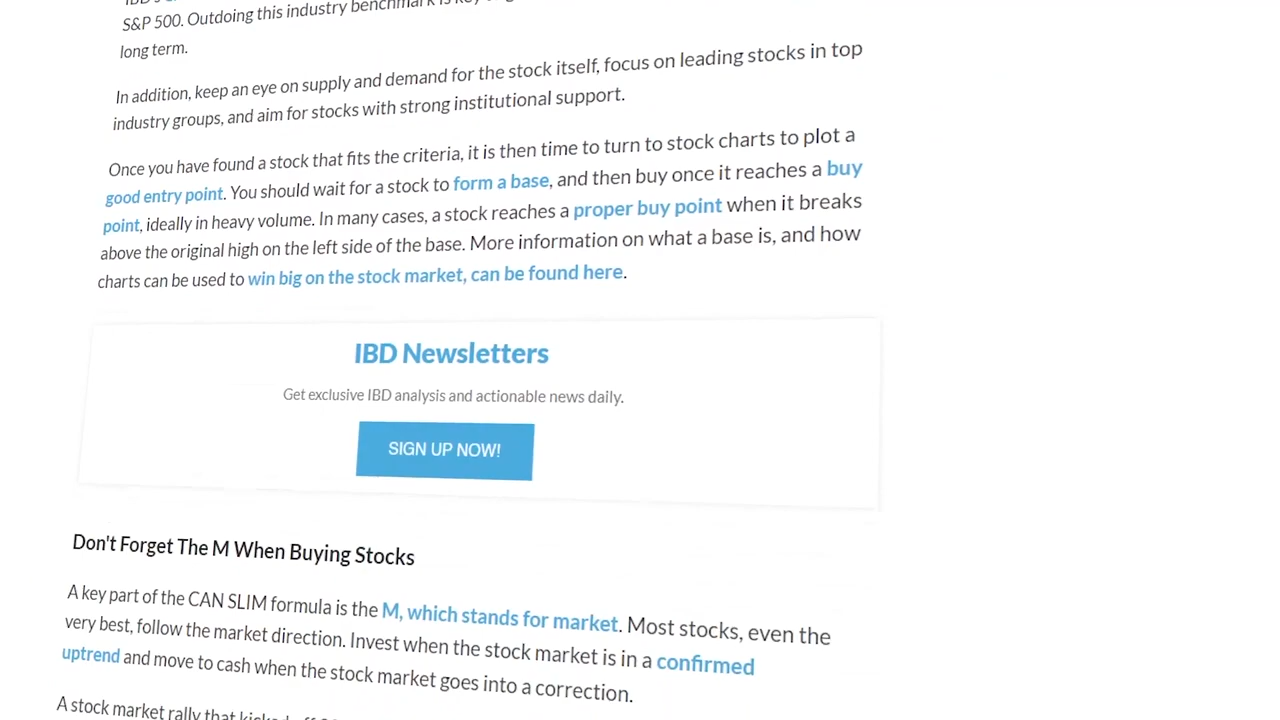 S&P 500. Outdoing this industry benchmark is key
long term.
In addition, keep an eye on supply and demand for the stock itself, focus on leading stocks in top
industry groups, and aim for stocks with strong institutional support.
Once you have found a stock that fits the criteria, it is then time to turn to stock charts to plot a
good entry point. You should wait for a stock to form a base, and then buy once it reaches a buy
point, ideally in heavy volume. In many cases, a stock reaches a proper buy point when it breaks
above the original high on the left side of the base. More information on what a base is, and how
charts can be used to win big on the stock market, can be found here.
IBD Newsletters
Get exclusive IBD analysis and actionable news daily.
SIGN UP NOW!
Don't Forget The M When Buying Stocks
A key part of the CAN SLIM formula is the M, which stands for market. Most stocks, even the
very best, follow the market direction. Invest when the stock market is in a confirmed
uptrend and move to cash when the stock market goes into a correction.
A stock market rally that